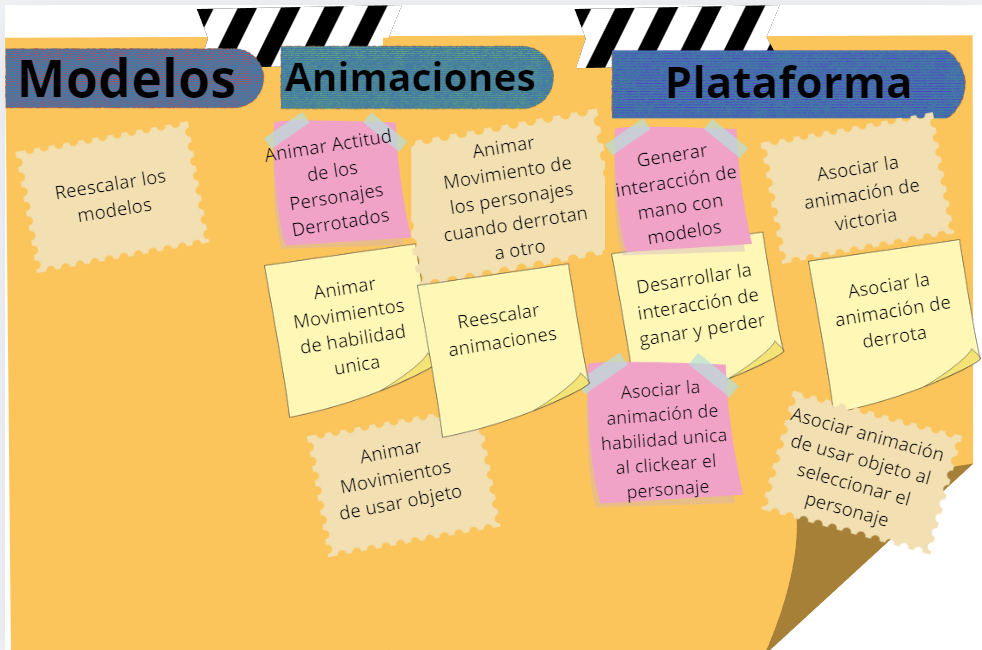 Modelos
Reescalar los
modelos
Animaciones
Animar Actitud
de los
Personajes
Derrotados
Animar
Movimiento de
los personajes
cuando derrotan
a otro
Animar
Movimientos
de habilidad
unica
Reescalar
animaciones
Animar
Movimientos
de usar objeto
Plataforma
Generar
interacción de
mano con
modelos
Asociar la
animación de
victoria
Desarrollar la
interacción de
ganar y perder
Asociar la
animación de
derrota
Asociar la
animación de
habilidad unica
al clickear el
personaje
Asociar animación
de usar objeto al
seleccionar el
personaje